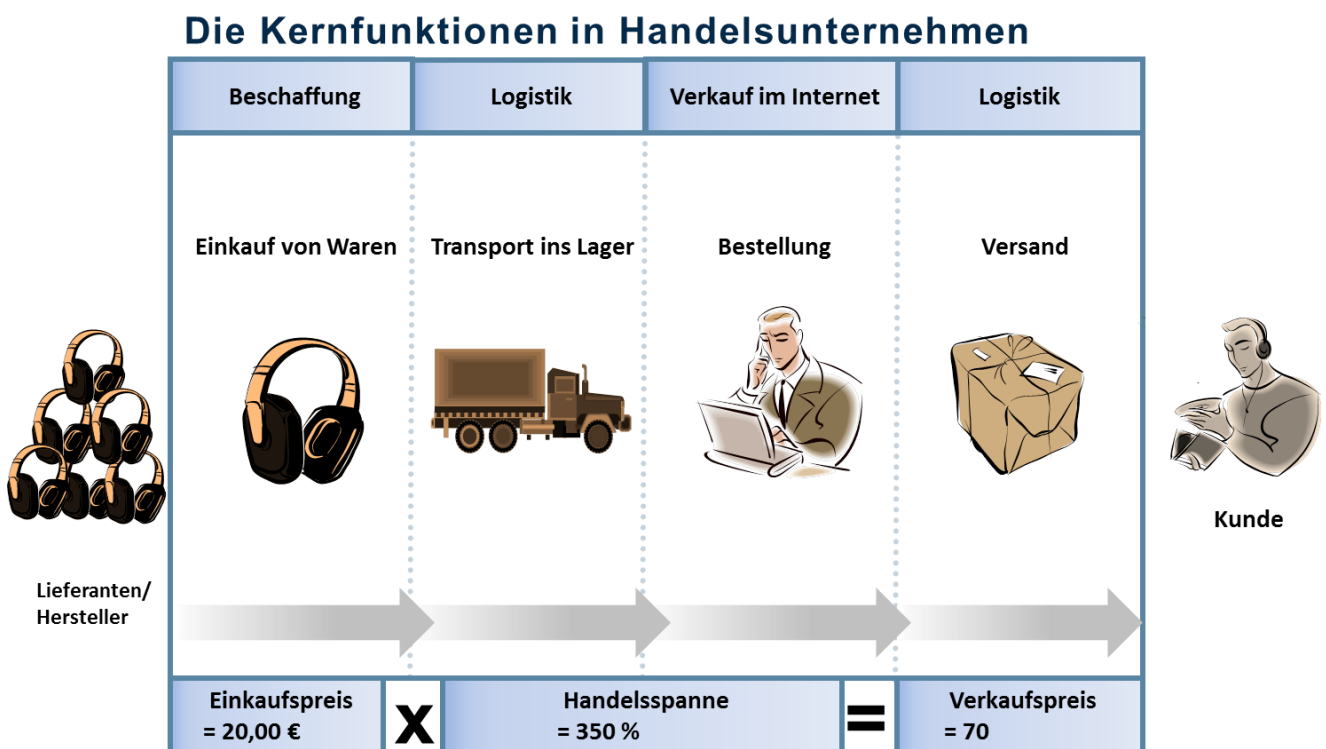 Die Kernfunktionen in Handelsunternehmen
Beschaffung
Logistik
Verkauf im Internet
Logistik
Einkauf von Waren
Transport ins Lager
Bestellung
Versand
Kunde
Lieferanten/
Hersteller
Einkaufspreis
= 20,00 €
x
Handelsspanne
= 350 %
=
Verkaufspreis
= 70